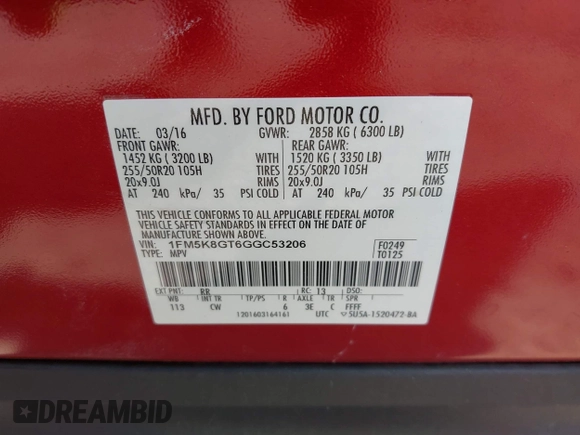 MFD. BY FORD MOTOR CO.
DATE: 03/16 GVWR: 2858 KG ( 6300 LB)
FRONT GAWR: REAR GAWR:
1452 KG ( 3200 LB) WITH 1520 KG ( 3350 LB) WITH
255/50R20 105H TIRES 255/50R20 105H TIRES
20x9.0J RIMS 20x9.0J RIMS
AT 240 kPa/ 35 PSI COLD AT 240 kPa/ 35 PSI COLD
THIS VEHICLE CONFORMS TO ALL APPLICABLE FEDERAL MOTOR
VEHICLE SAFETY STANDARDS IN EFFECT ON THE DATE OF
MANUFACTURE SHOWN ABOVE.
VIN: 1FM5K8GT6GGC53206 F0249
TYPE: MPV T0125
EXT PNT: RR RC: 13 DSO:
WB INT TR TP/PS R AXLE TR SPR
113 CW 6 3E C FFFF
1201603164161 UTC 5U5A-1520472-BA
DREAMBID